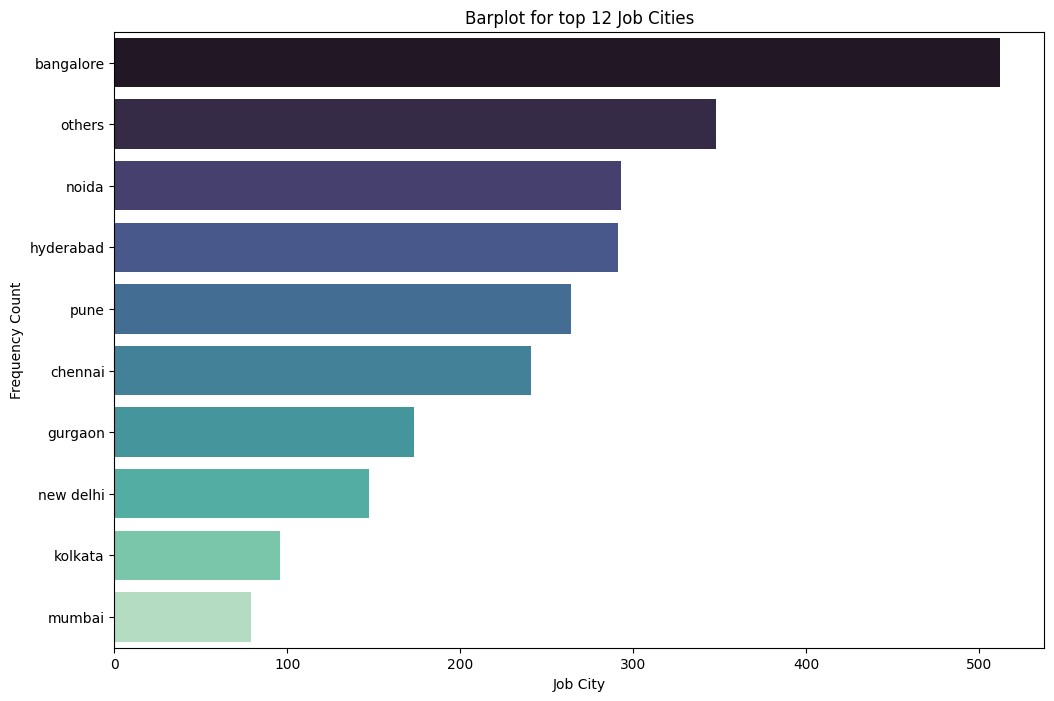 Barplot for top 12 Job Cities
bangalore
others
noida
hyderabad
pune
chennai
gurgaon
new delhi
kolkata
mumbai
Frequency Count
0 100 200 300 400 500
Job City